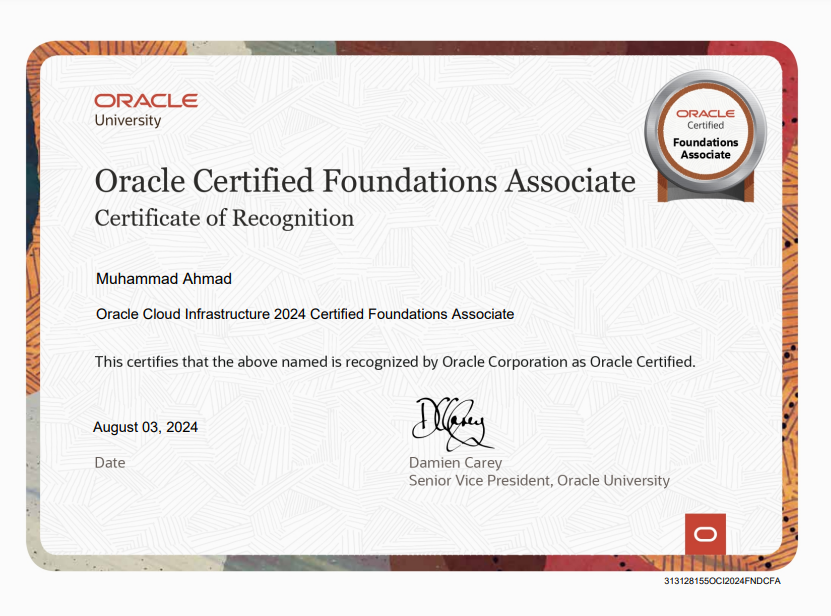 ORACLE
University
ORACLE
Certified
Foundations
Associate
Oracle Certified Foundations Associate
Certificate of Recognition
Muhammad Ahmad
Oracle Cloud Infrastructure 2024 Certified Foundations Associate
This certifies that the above named is recognized by Oracle Corporation as Oracle Certified.
August 03, 2024
Date
DCarey
Damien Carey
Senior Vice President, Oracle University
313128155OCI2024FNDCFA